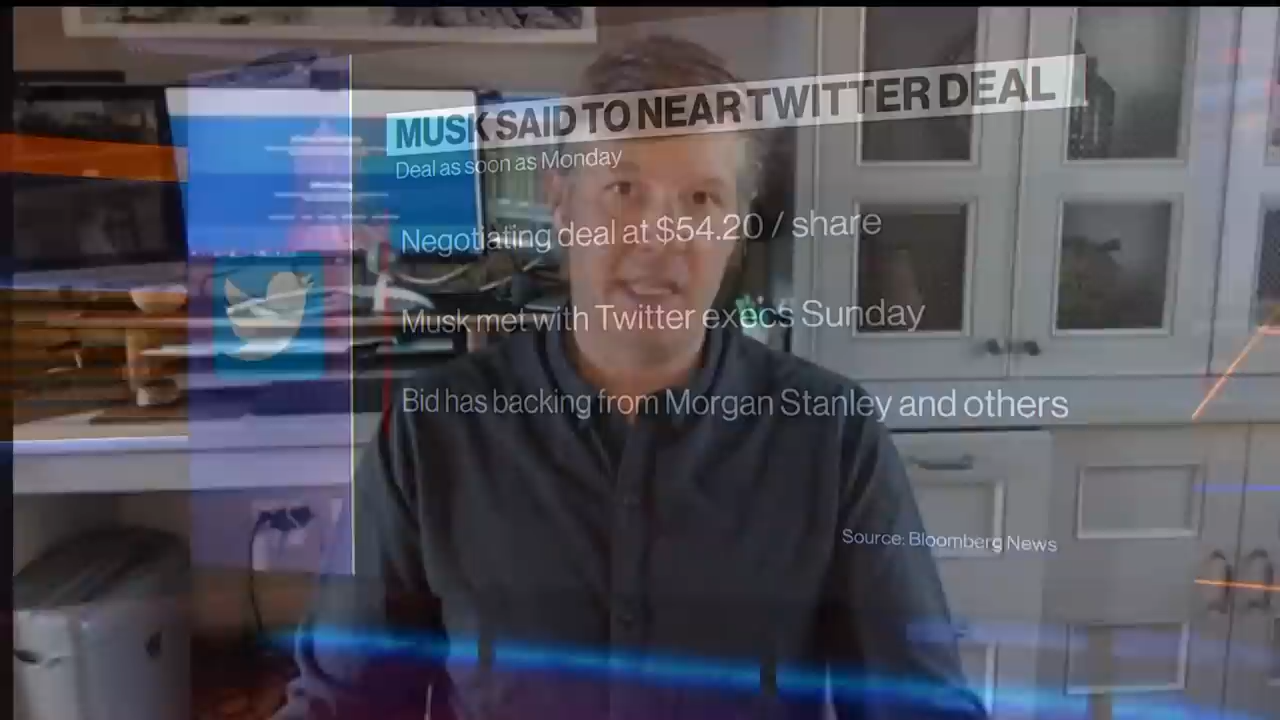 MUSK SAID TO NEAR TWITTER DEAL
Deal as soon as Monday
Negotiating deal at $54.20 / share
Musk met with Twitter execs Sunday
Bid has backing from Morgan Stanley and others
Source: Bloomberg News